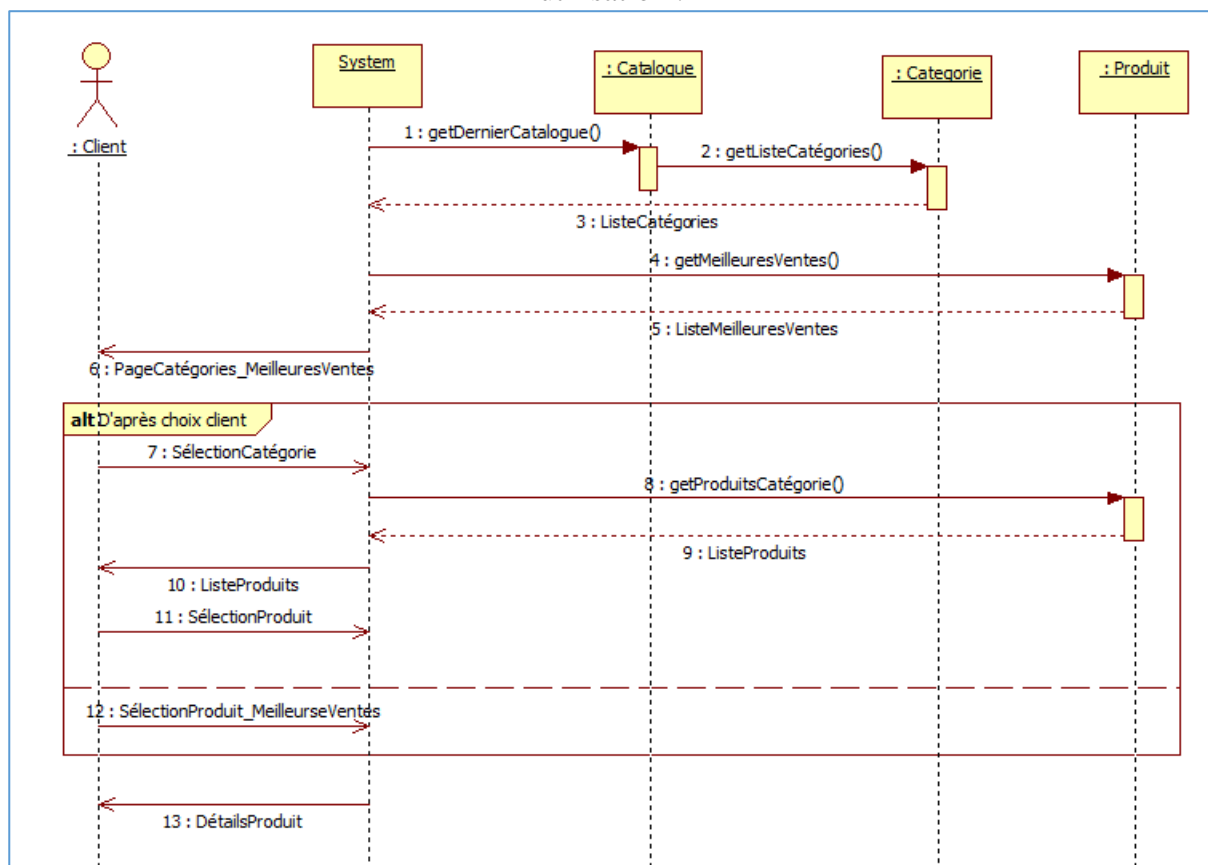 System
: Catalogue
: Categorie
: Produit
: Client
1 : getDernierCatalogue()
2 : getListeCatégories()
3 : ListeCatégories
4 : getMeilleuresVentes()
5 : ListeMeilleuresVentes
6 : PageCatégories_MeilleuresVentes
alt D'après choix client
7 : SélectionCatégorie
8 : getProduitsCatégorie()
9 : ListeProduits
10 : ListeProduits
11 : SélectionProduit
12 : SélectionProduit_MeilleurseVentes
13 : DétailsProduit